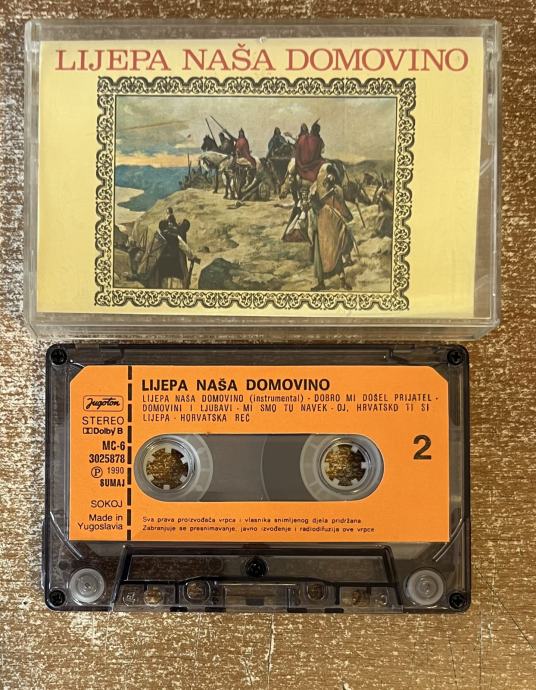 LIJEPA NAŠA DOMOVINO
LIJEPA NAŠA DOMOVINO
LIJEPA NAŠA DOMOVINO (instrumental) - DOBRO MI DOŠEL PRIJATEL -
DOMOVINI I LJUBAVI - MI SMO TU NAVEK - OJ, HRVATSKO TI SI
LIJEPA - HORVATSKA REČ
Jugoton
STEREO
Dolby B
MC-6
3025878
Ⓟ 1990
SUMAJ
SOKOJ
Made in
Yugoslavia
2
Sva prava proizvođača vrpca i vlasnika snimljenog djela pridržana
Zabranjuje se presnimavanje, javno izvođenje i radiodifuzija ove vrpce